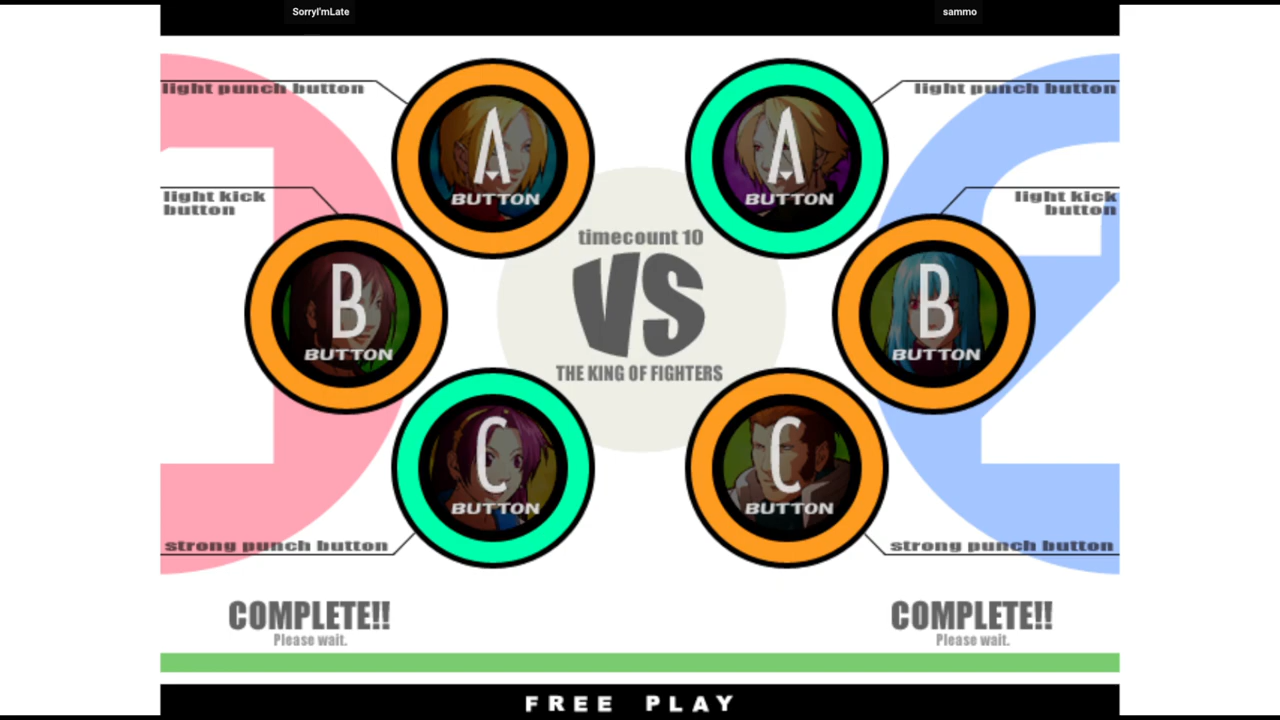 SorryI'mLate
sammo
light punch button
light punch button
A
BUTTON
A
BUTTON
light kick
button
light kick
button
timecount 10
VS
THE KING OF FIGHTERS
B
BUTTON
B
BUTTON
C
BUTTON
C
BUTTON
strong punch button
strong punch button
COMPLETE!!
Please wait.
COMPLETE!!
Please wait.
FREE PLAY